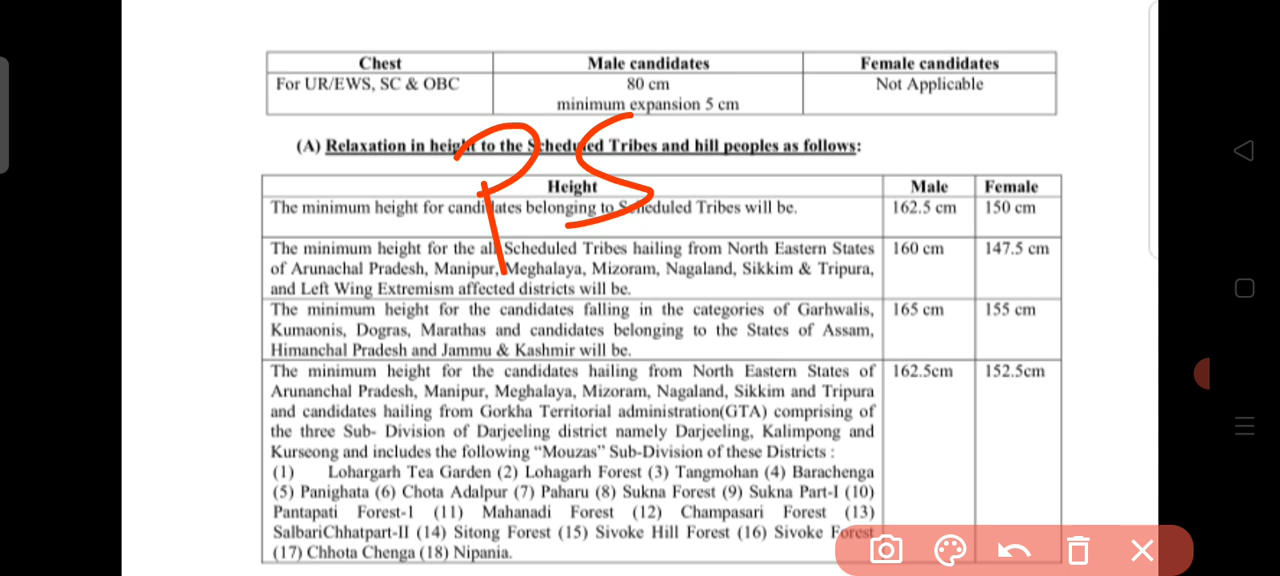 Chest Male candidates Female candidates
For UR/EWS, SC & OBC 80 cm Not Applicable
minimum expansion 5 cm
(A) Relaxation in height to the Scheduled Tribes and hill peoples as follows:
PS
Height Male Female
The minimum height for candidates belonging to Scheduled Tribes will be. 162.5 cm 150 cm
The minimum height for the all Scheduled Tribes hailing from North Eastern States 160 cm 147.5 cm
of Arunachal Pradesh, Manipur, Meghalaya, Mizoram, Nagaland, Sikkim & Tripura,
and Left Wing Extremism affected districts will be.
The minimum height for the candidates falling in the categories of Garhwalis, 165 cm 155 cm
Kumaonis, Dogras, Marathas and candidates belonging to the States of Assam,
Himanchal Pradesh and Jammu & Kashmir will be.
The minimum height for the candidates hailing from North Eastern States of 162.5cm 152.5cm
Arunanchal Pradesh, Manipur, Meghalaya, Mizoram, Nagaland, Sikkim and Tripura
and candidates hailing from Gorkha Territorial administration(GTA) comprising of
the three Sub- Division of Darjeeling district namely Darjeeling, Kalimpong and
Kurseong and includes the following “Mouzas” Sub-Division of these Districts :
(1) Lohargarh Tea Garden (2) Lohagarh Forest (3) Tangmohan (4) Barachenga
(5) Panighata (6) Chota Adalpur (7) Paharu (8) Sukna Forest (9) Sukna Part-I (10)
Pantapati Forest-1 (11) Mahanadi Forest (12) Champasari Forest (13)
SalbariChhatpart-II (14) Sitong Forest (15) Sivoke Hill Forest (16) Sivoke Forest
(17) Chhota Chenga (18) Nipania.